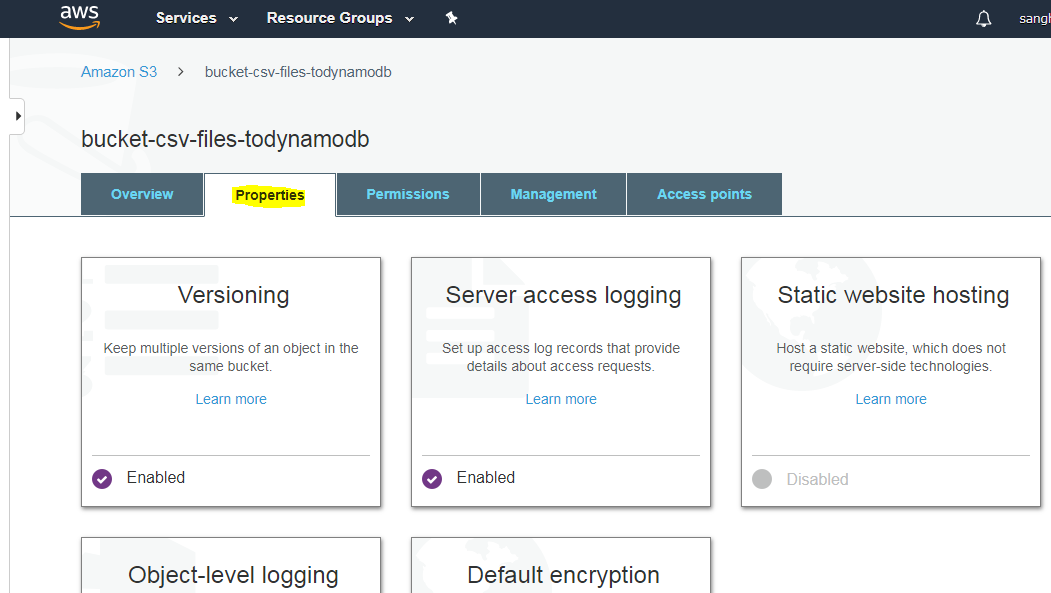 aws Services Resource Groups
Amazon S3 > bucket-csv-files-todynamodb
bucket-csv-files-todynamodb
Overview Properties Permissions Management Access points
Versioning
Keep multiple versions of an object in the
same bucket.
Learn more
Enabled
Server access logging
Set up access log records that provide
details about access requests.
Learn more
Enabled
Static website hosting
Host a static website, which does not
require server-side technologies.
Learn more
Disabled
Object-level logging
Default encryption